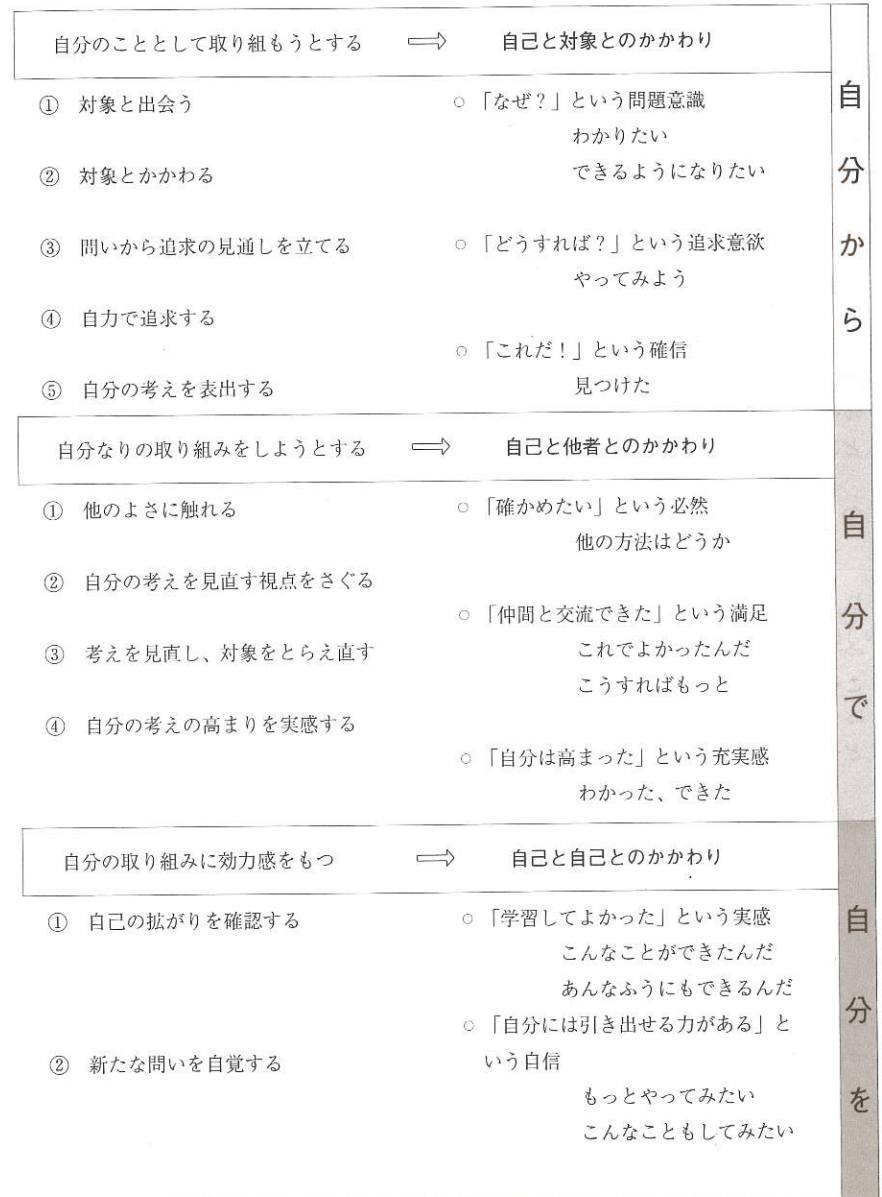 自分のこととして取り組もうとする ⇨ 自己と対象とのかかわり
① 対象と出会う
② 対象とかかわる
③ 問いから追求の見通しを立てる
④ 自力で追求する
⑤ 自分の考えを表出する
○ 「なぜ?」という問題意識
わかりたい
できるようになりたい
○ 「どうすれば?」という追求意欲
やってみよう
○ 「これだ!」という確信
見つけた
自分から
自分なりの取り組みをしようとする ⇨ 自己と他者とのかかわり
① 他のよさに触れる
② 自分の考えを見直す視点をさぐる
③ 考えを見直し、対象をとらえ直す
④ 自分の考えの高まりを実感する
○ 「確かめたい」という必然
他の方法はどうか
○ 「仲間と交流できた」という満足
これでよかったんだ
こうすればもっと
○ 「自分は高まった」という充実感
わかった、できた
自分で
自分の取り組みに効力感をもつ ⇨ 自己と自己とのかかわり
① 自己の拡がりを確認する
② 新たな問いを自覚する
○ 「学習してよかった」という実感
こんなことができたんだ
あんなふうにもできるんだ
○ 「自分には引き出せる力がある」と
いう自信
もっとやってみたい
こんなこともしてみたい
自分を